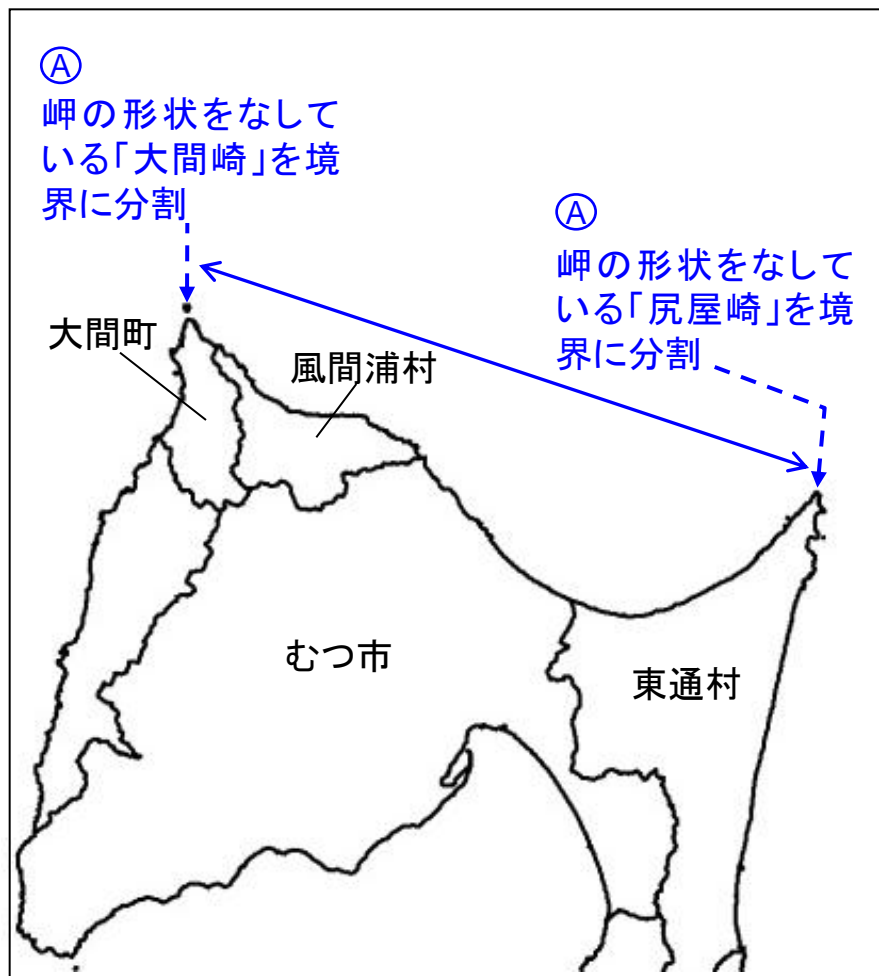 Ⓐ
岬の形状をなして
いる「大間崎」を境
界に分割
Ⓐ
岬の形状をなして
いる「尻屋崎」を境
界に分割
大間町
風間浦村
むつ市
東通村